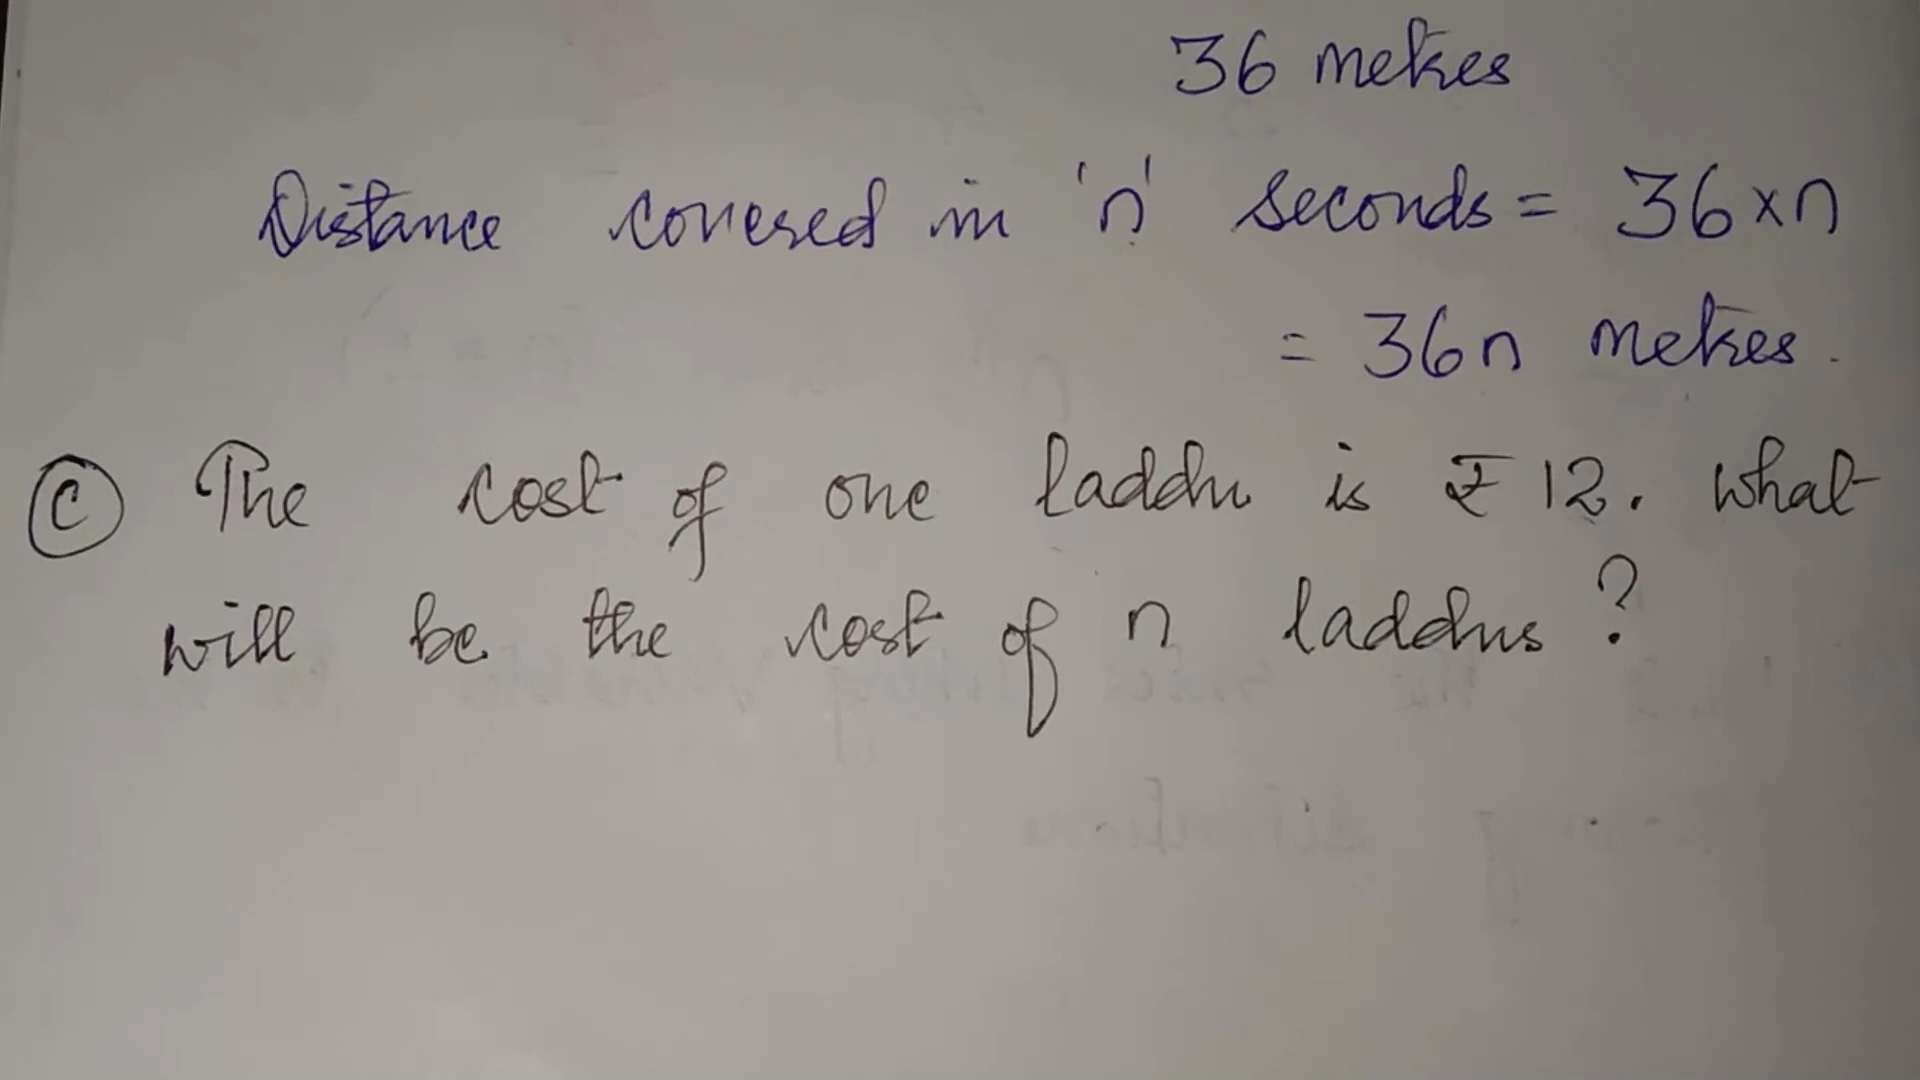 36 metres
Distance covered in 'n' seconds = 36×n
= 36n metres.
(c) The cost of one laddu is ₹12. What
will be the cost of n laddus?